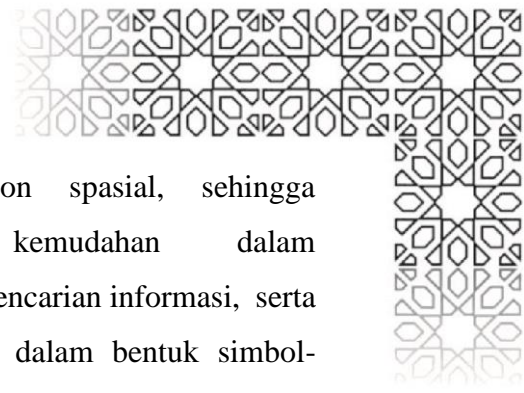 on spasial, sehingga
kemudahan dalam
encarian informasi, serta
dalam bentuk simbol-